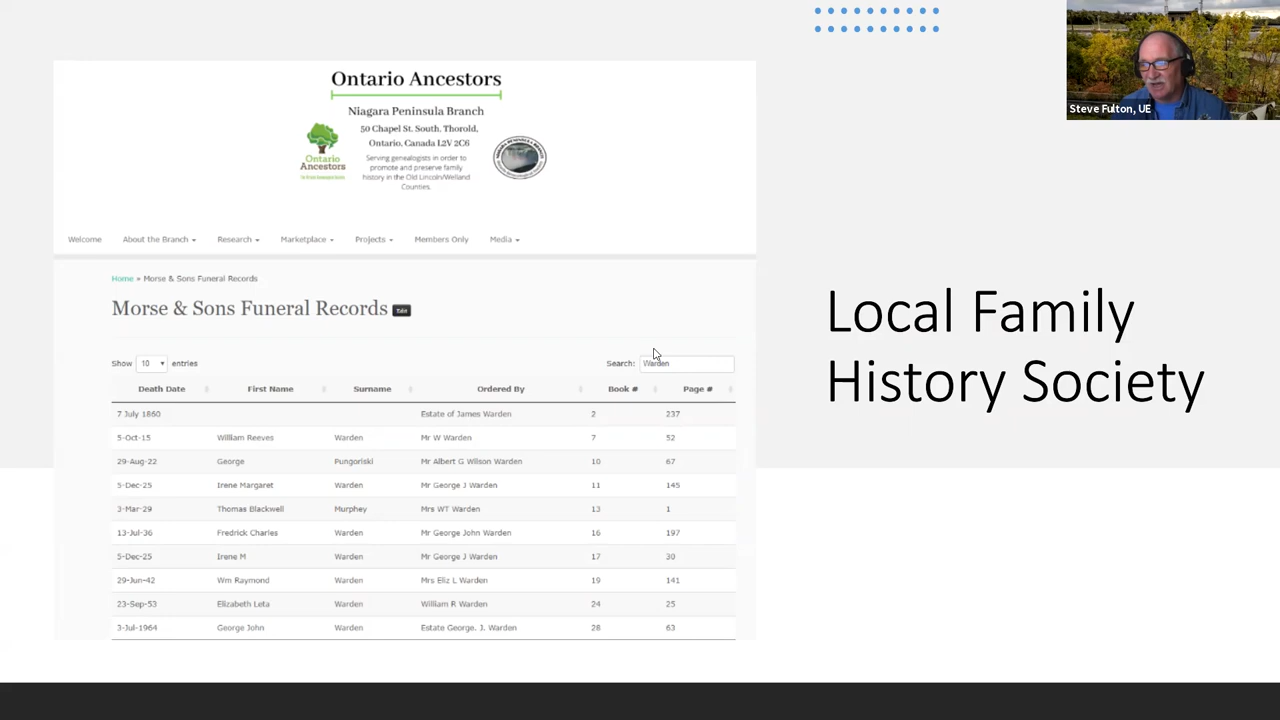 Steve Fulton, UE
Ontario Ancestors
Niagara Peninsula Branch
50 Chapel St. South, Thorold,
Ontario, Canada L2V 2C6
Serving genealogists in order to
promote and preserve family
history in the Old Lincoln/Welland
Counties.
Ontario
Ancestors
Welcome About the Branch Research Marketplace Projects Members Only Media
Home » Morse & Sons Funeral Records
Morse & Sons Funeral Records Edit
Show 10 entries Search: Warden
Death Date First Name Surname Ordered By Book # Page #
7 July 1860 Estate of James Warden 2 237
5-Oct-15 William Reeves Warden Mr W Warden 7 52
29-Aug-22 George Pungoriski Mr Albert G Wilson Warden 10 67
5-Dec-25 Irene Margaret Warden Mr George J Warden 11 145
3-Mar-29 Thomas Blackwell Murphey Mrs WT Warden 13 1
13-Jul-36 Fredrick Charles Warden Mr George John Warden 16 197
5-Dec-25 Irene M Warden Mr George J Warden 17 30
29-Jun-42 Wm Raymond Warden Mrs Eliz L Warden 19 141
23-Sep-53 Elizabeth Leta Warden William R Warden 24 25
3-Jul-1964 George John Warden Estate George. J. Warden 28 63
Local Family
History Society